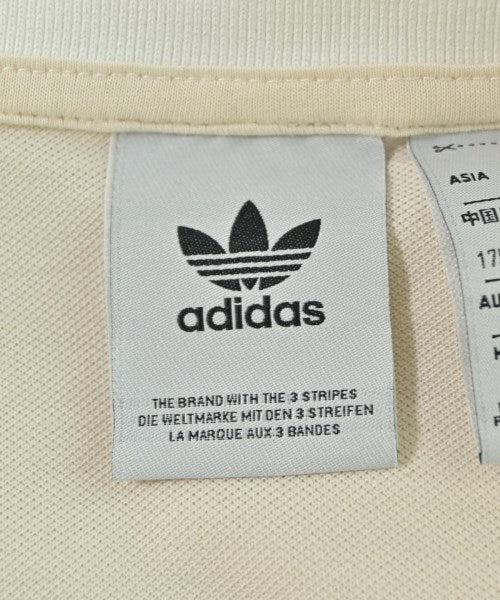 adidas
THE BRAND WITH THE 3 STRIPES
DIE WELTMARKE MIT DEN 3 STREIFEN
LA MARQUE AUX 3 BANDES
ASIA
中国